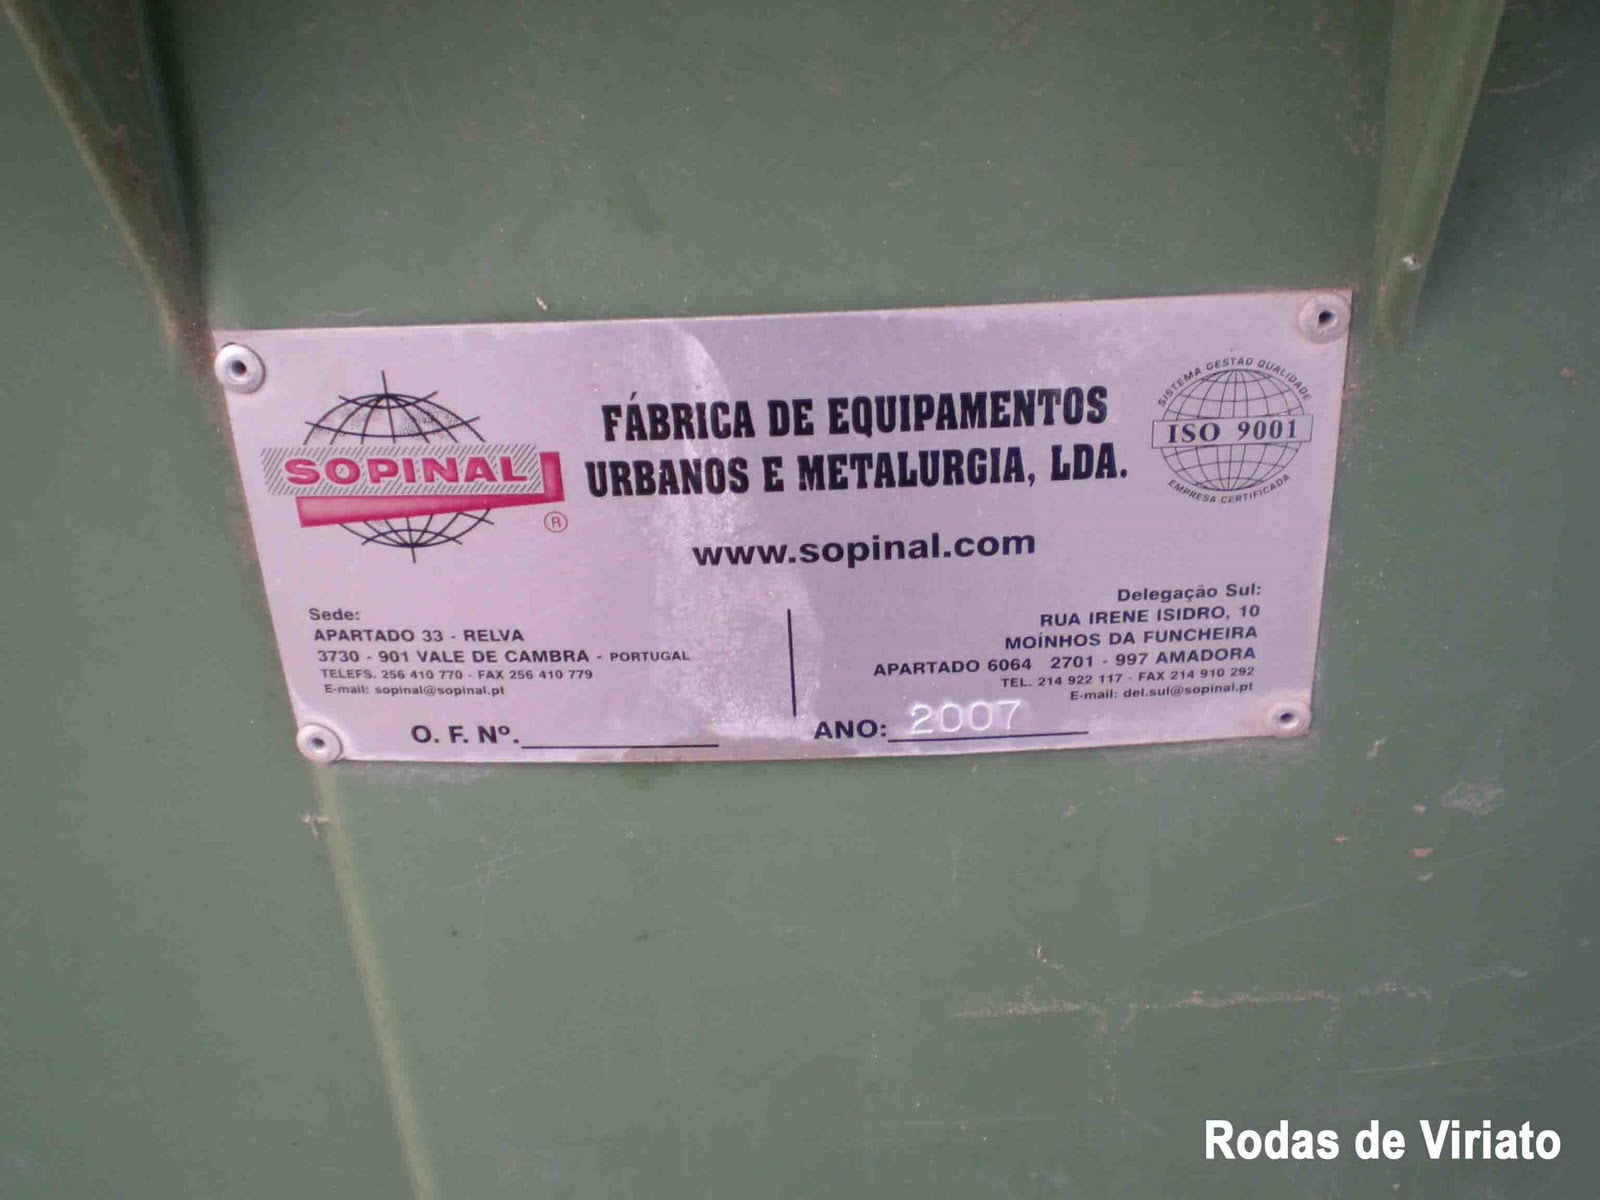 SOPINAL
®
FÁBRICA DE EQUIPAMENTOS
URBANOS E METALURGIA, LDA.
www.sopinal.com
SISTEMA GESTÃO QUALIDADE
ISO 9001
EMPRESA CERTIFICADA
Sede:
APARTADO 33 - RELVA
3730 - 901 VALE DE CAMBRA - PORTUGAL
TELEFS. 256 410 770 - FAX 256 410 779
E-mail: sopinal@sopinal.pt
Delegação Sul:
RUA IRENE ISIDRO, 10
MOÍNHOS DA FUNCHEIRA
APARTADO 6064 2701 - 997 AMADORA
TEL. 214 922 117 - FAX 214 910 292
E-mail: del.sul@sopinal.pt
O. F. Nº.
ANO: 2007
Rodas de Viriato